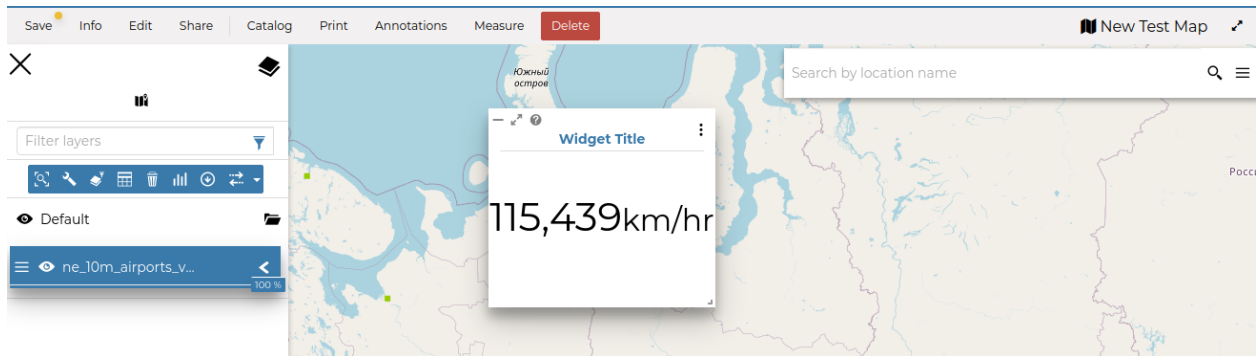 Save Info Edit Share Catalog Print Annotations Measure Delete New Test Map
Search by location name
Filter layers
Default
ne_10m_airports_v...
100 %
Южный
остров
Widget Title
115,439km/hr